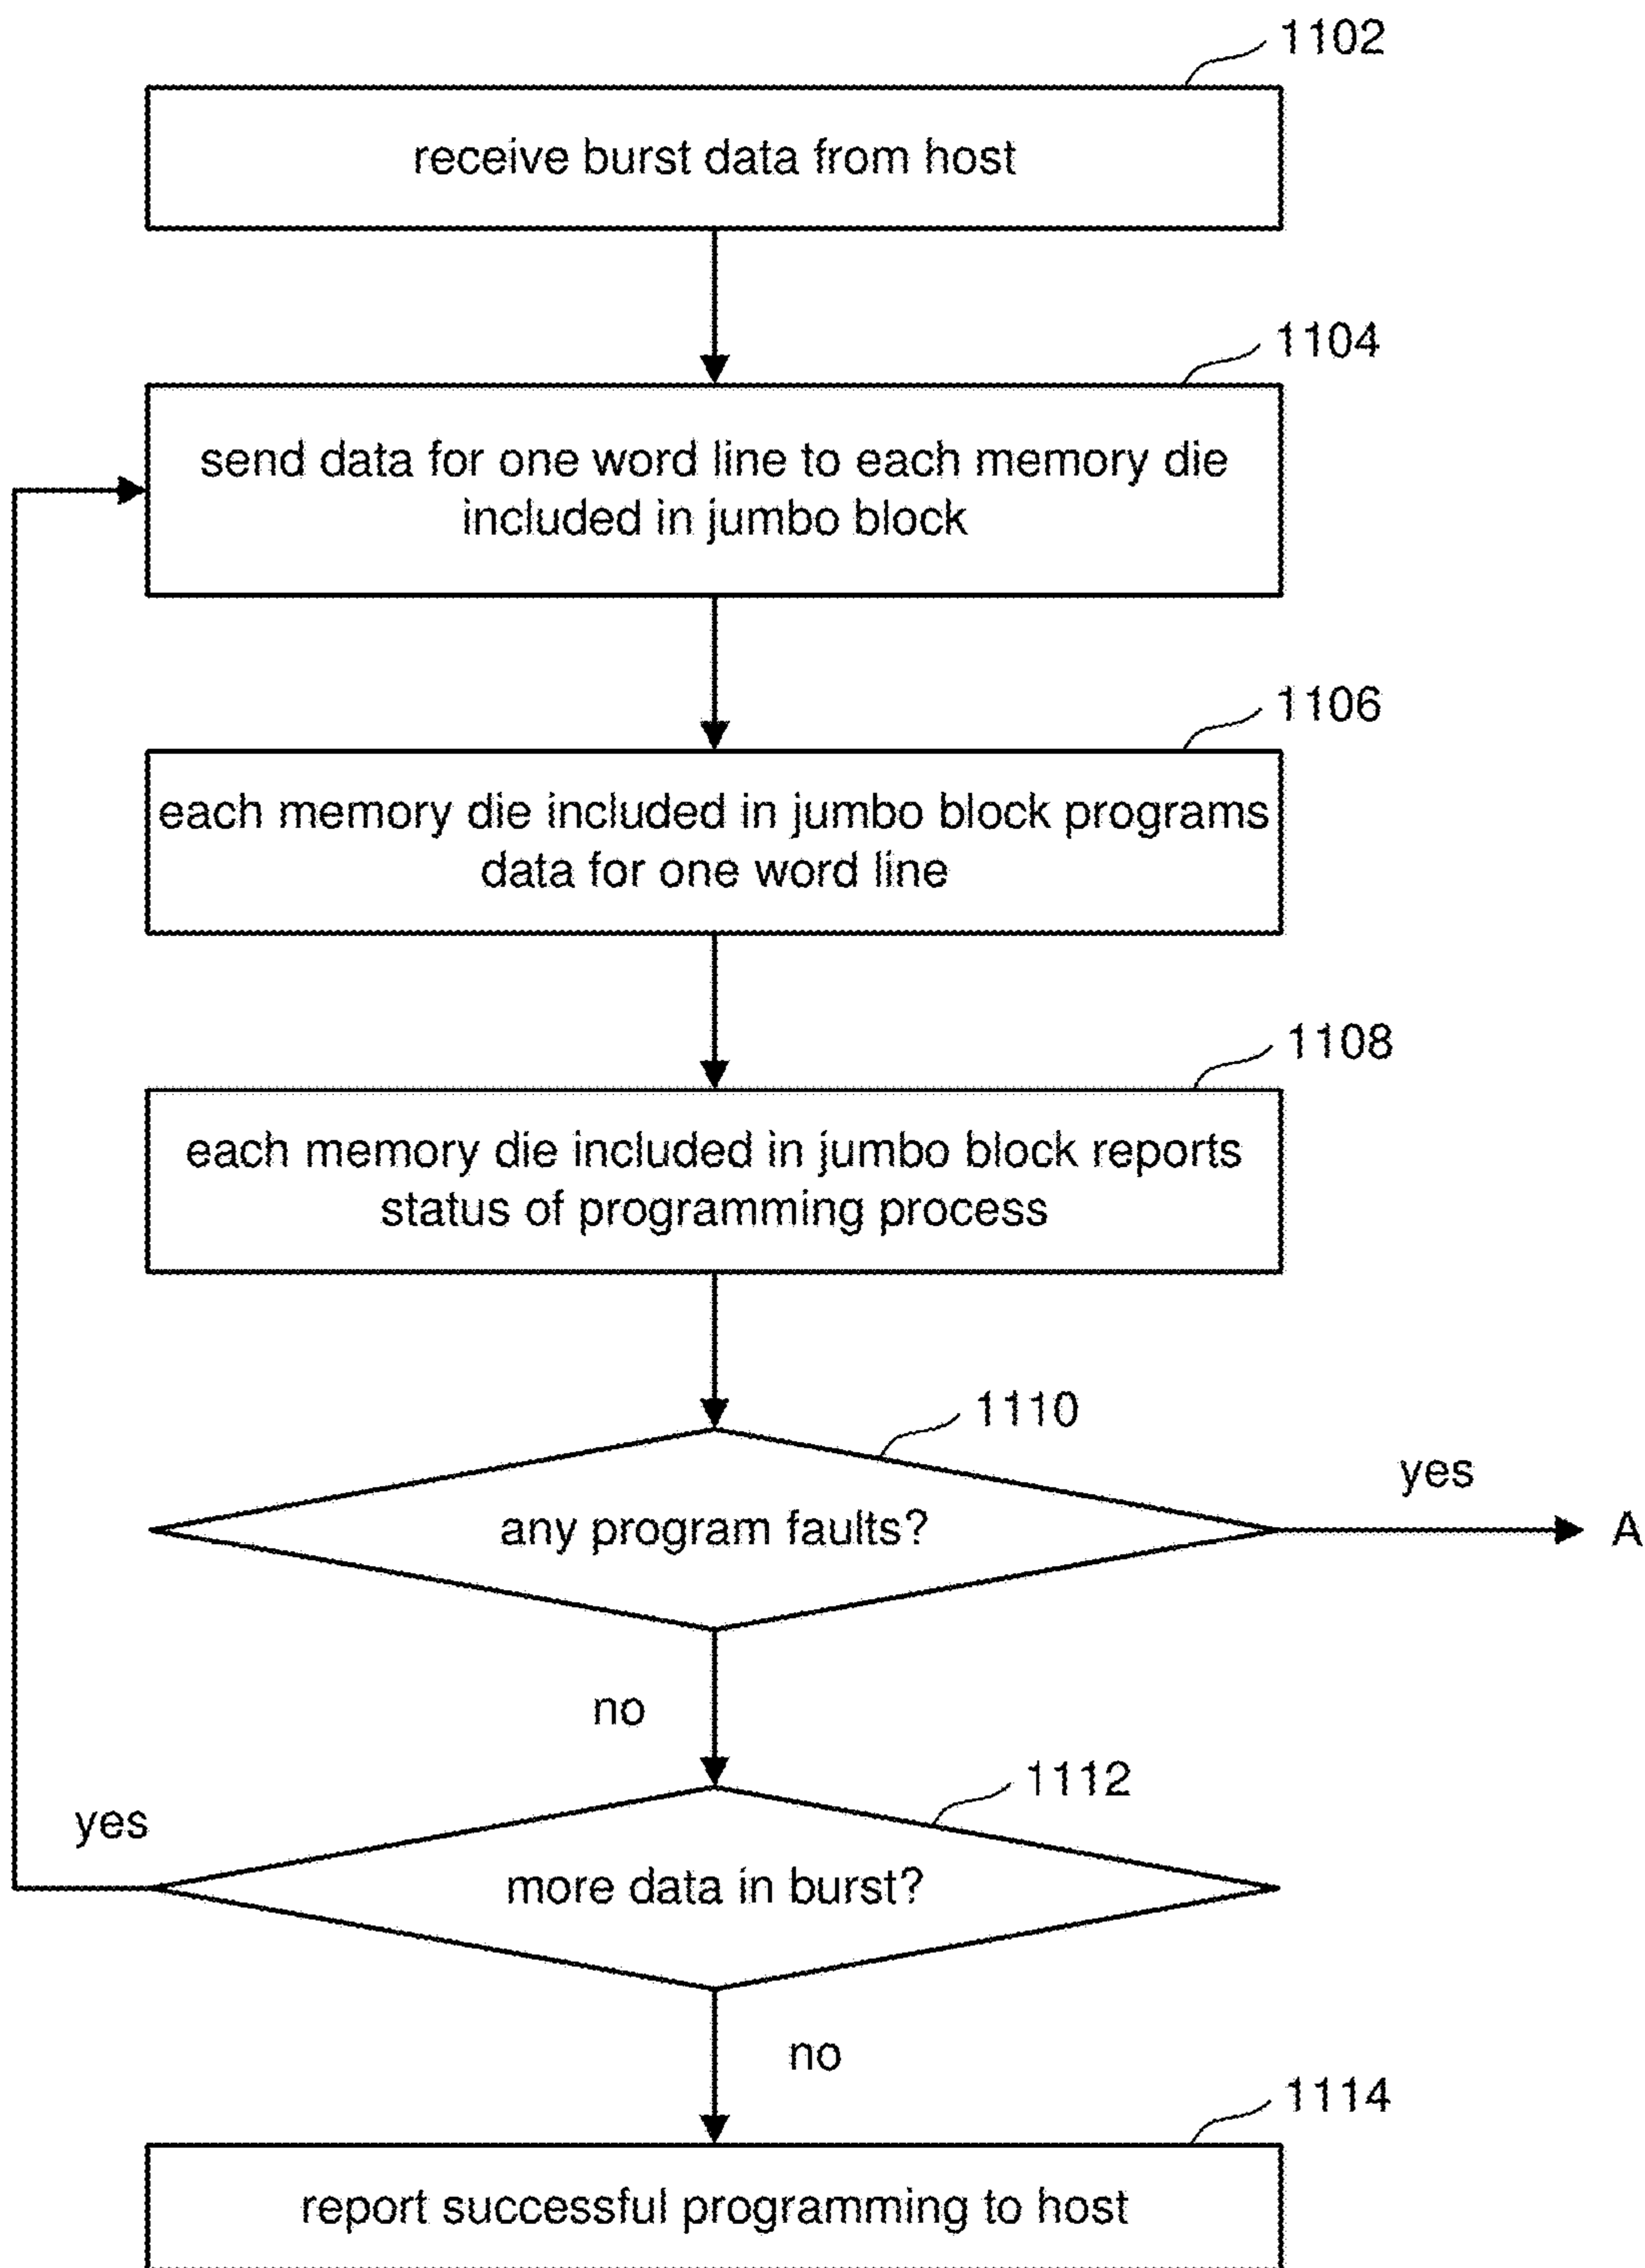 1102
receive burst data from host
1104
send data for one word line to each memory die
included in jumbo block
1106
each memory die included in jumbo block programs
data for one word line
1108
each memory die included in jumbo block reports
status of programming process
1110
any program faults?
yes
A
no
1112
more data in burst?
yes
no
1114
report successful programming to host